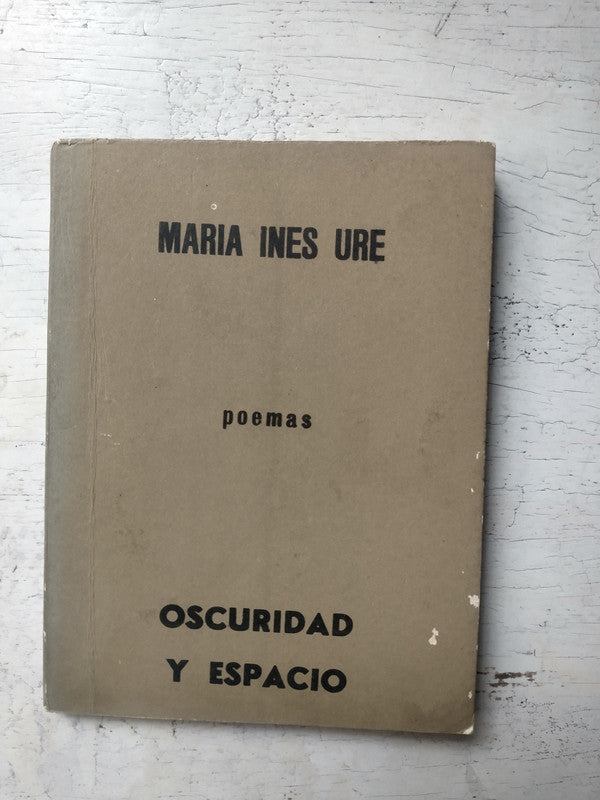 MARIA INES URE
poemas
OSCURIDAD
Y ESPACIO